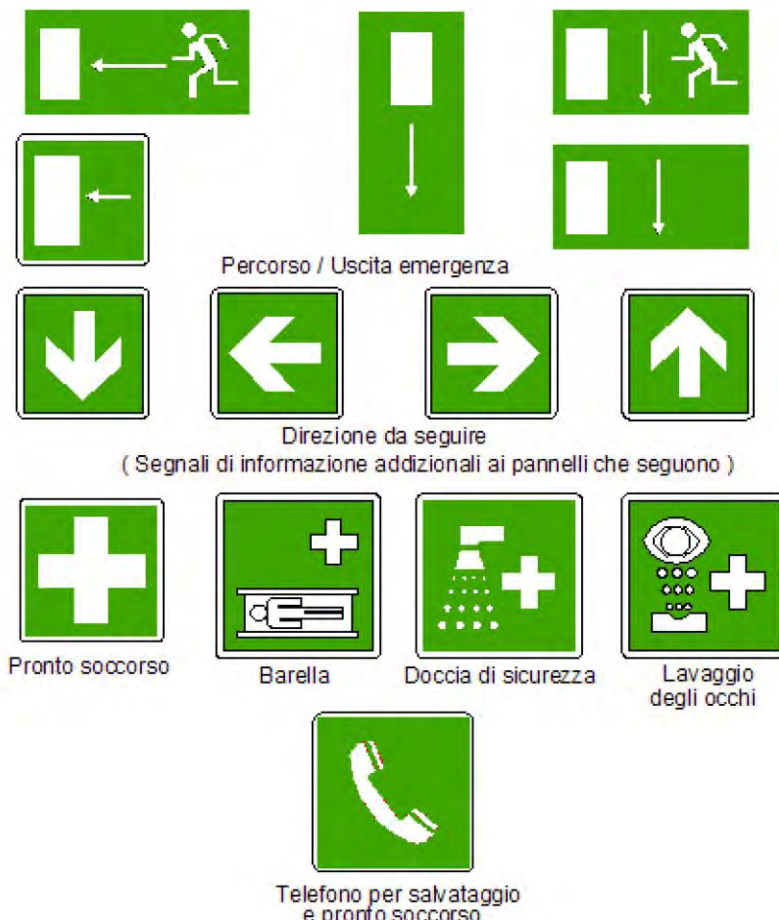 Percorso / Uscita emergenza
Direzione da seguire
( Segnali di informazione addizionali ai pannelli che seguono )
Pronto soccorso
Barella
Doccia di sicurezza
Lavaggio
degli occhi
Telefono per salvataggio
e pronto soccorso